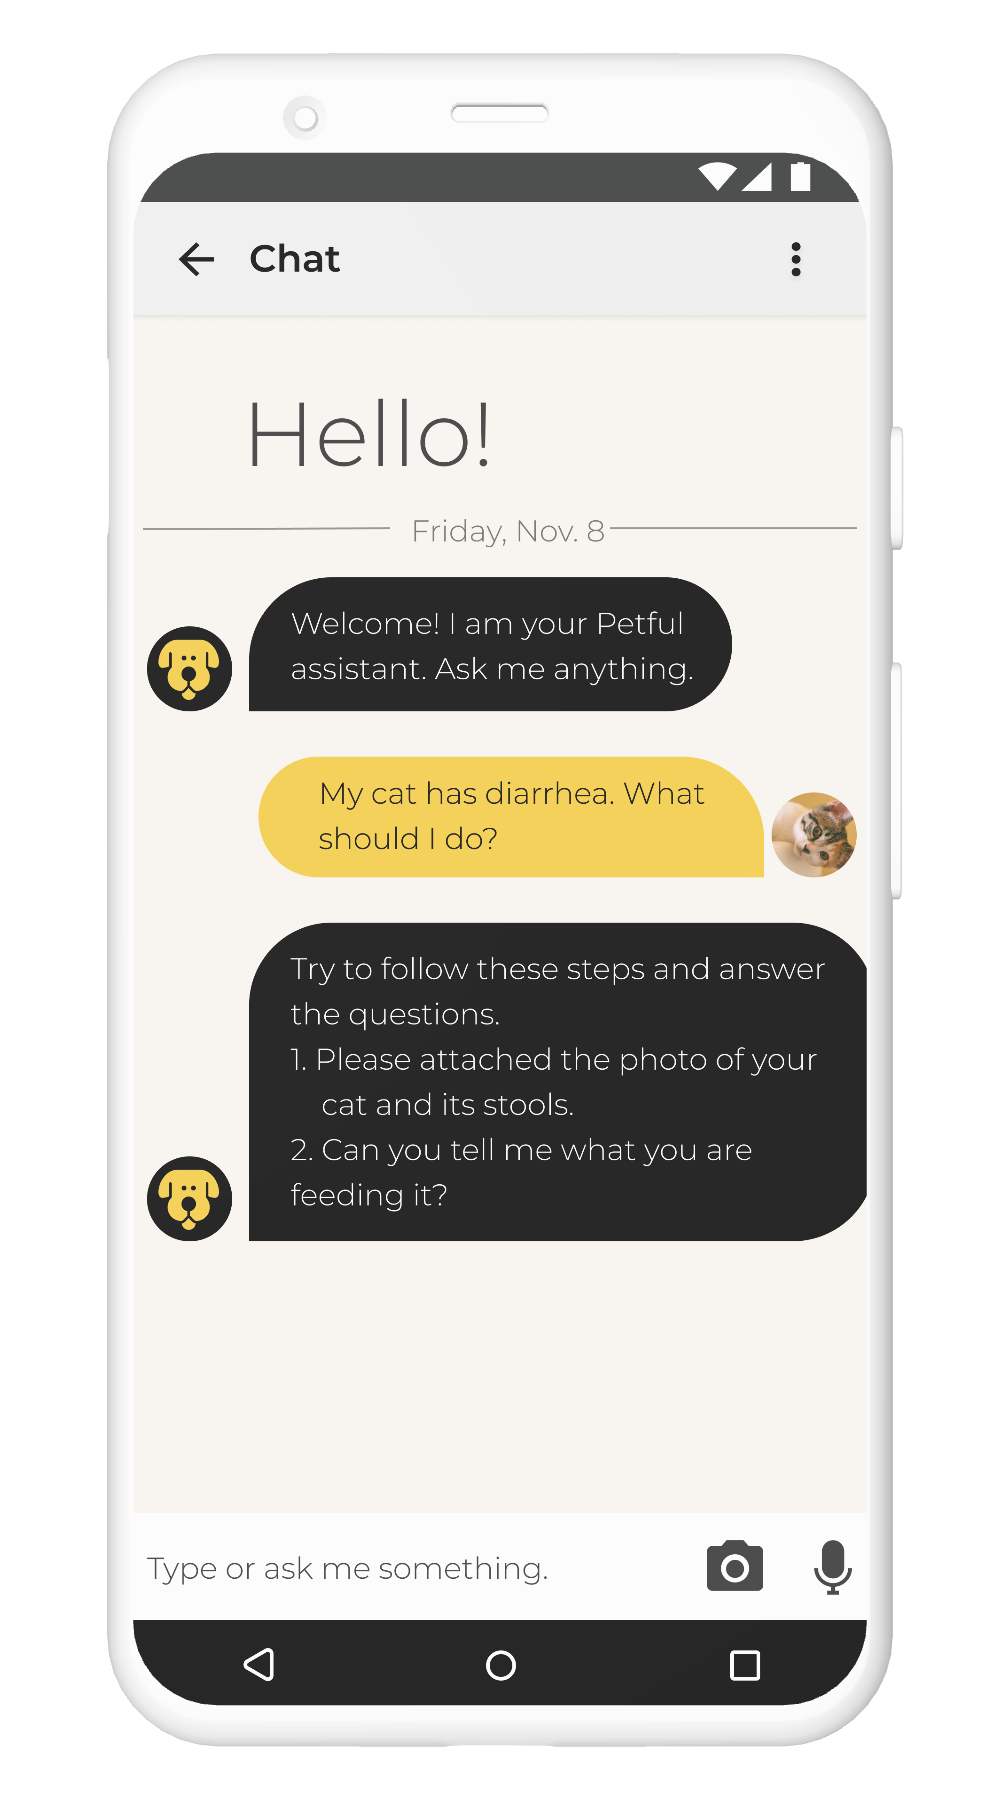 Chat
Hello!
Friday, Nov. 8
Welcome! I am your Petful
assistant. Ask me anything.
My cat has diarrhea. What
should I do?
Try to follow these steps and answer
the questions.
1. Please attached the photo of your
cat and its stools.
2. Can you tell me what you are
feeding it?
Type or ask me something.